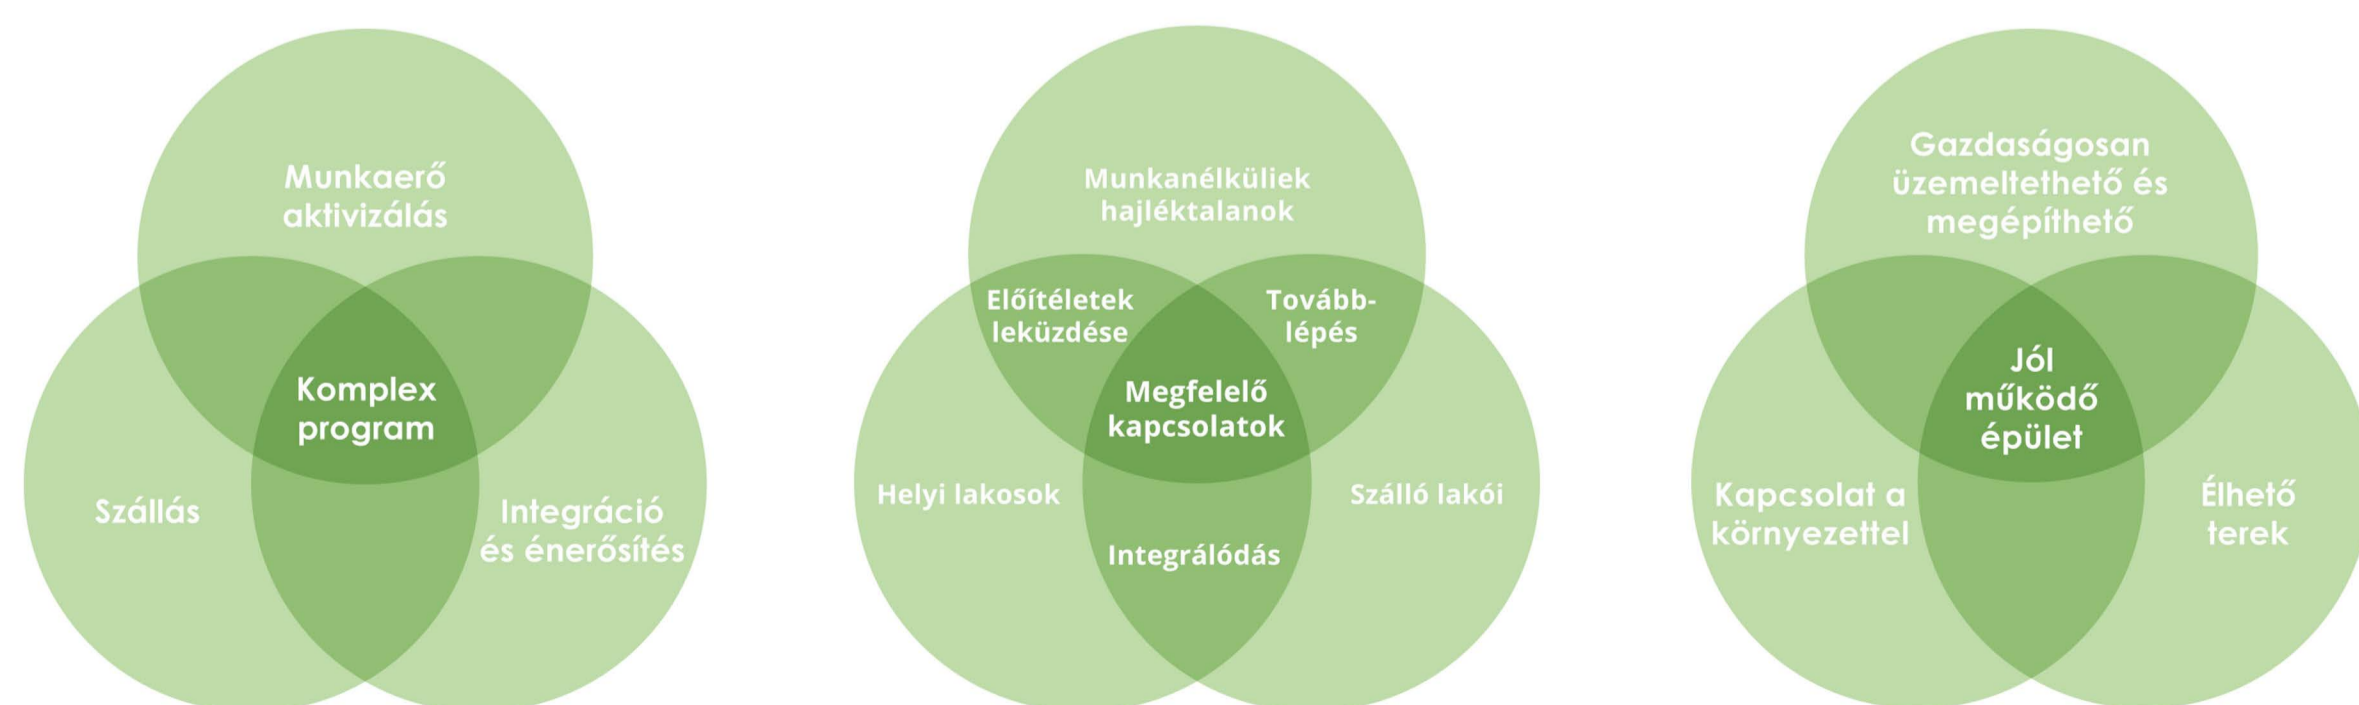 Munkaerő
aktivizálás
Komplex
program
Szállás
Integráció
és énerősítés
Munkanélküliek
hajléktalanok
Előítéletek
leküzdése
Tovább-
lépés
Megfelelő
kapcsolatok
Helyi lakosok
Szálló lakói
Integrálódás
Gazdaságosan
üzemeltethető és
megépíthető
Jól
működő
épület
Kapcsolat a
környezettel
Élhető
terek